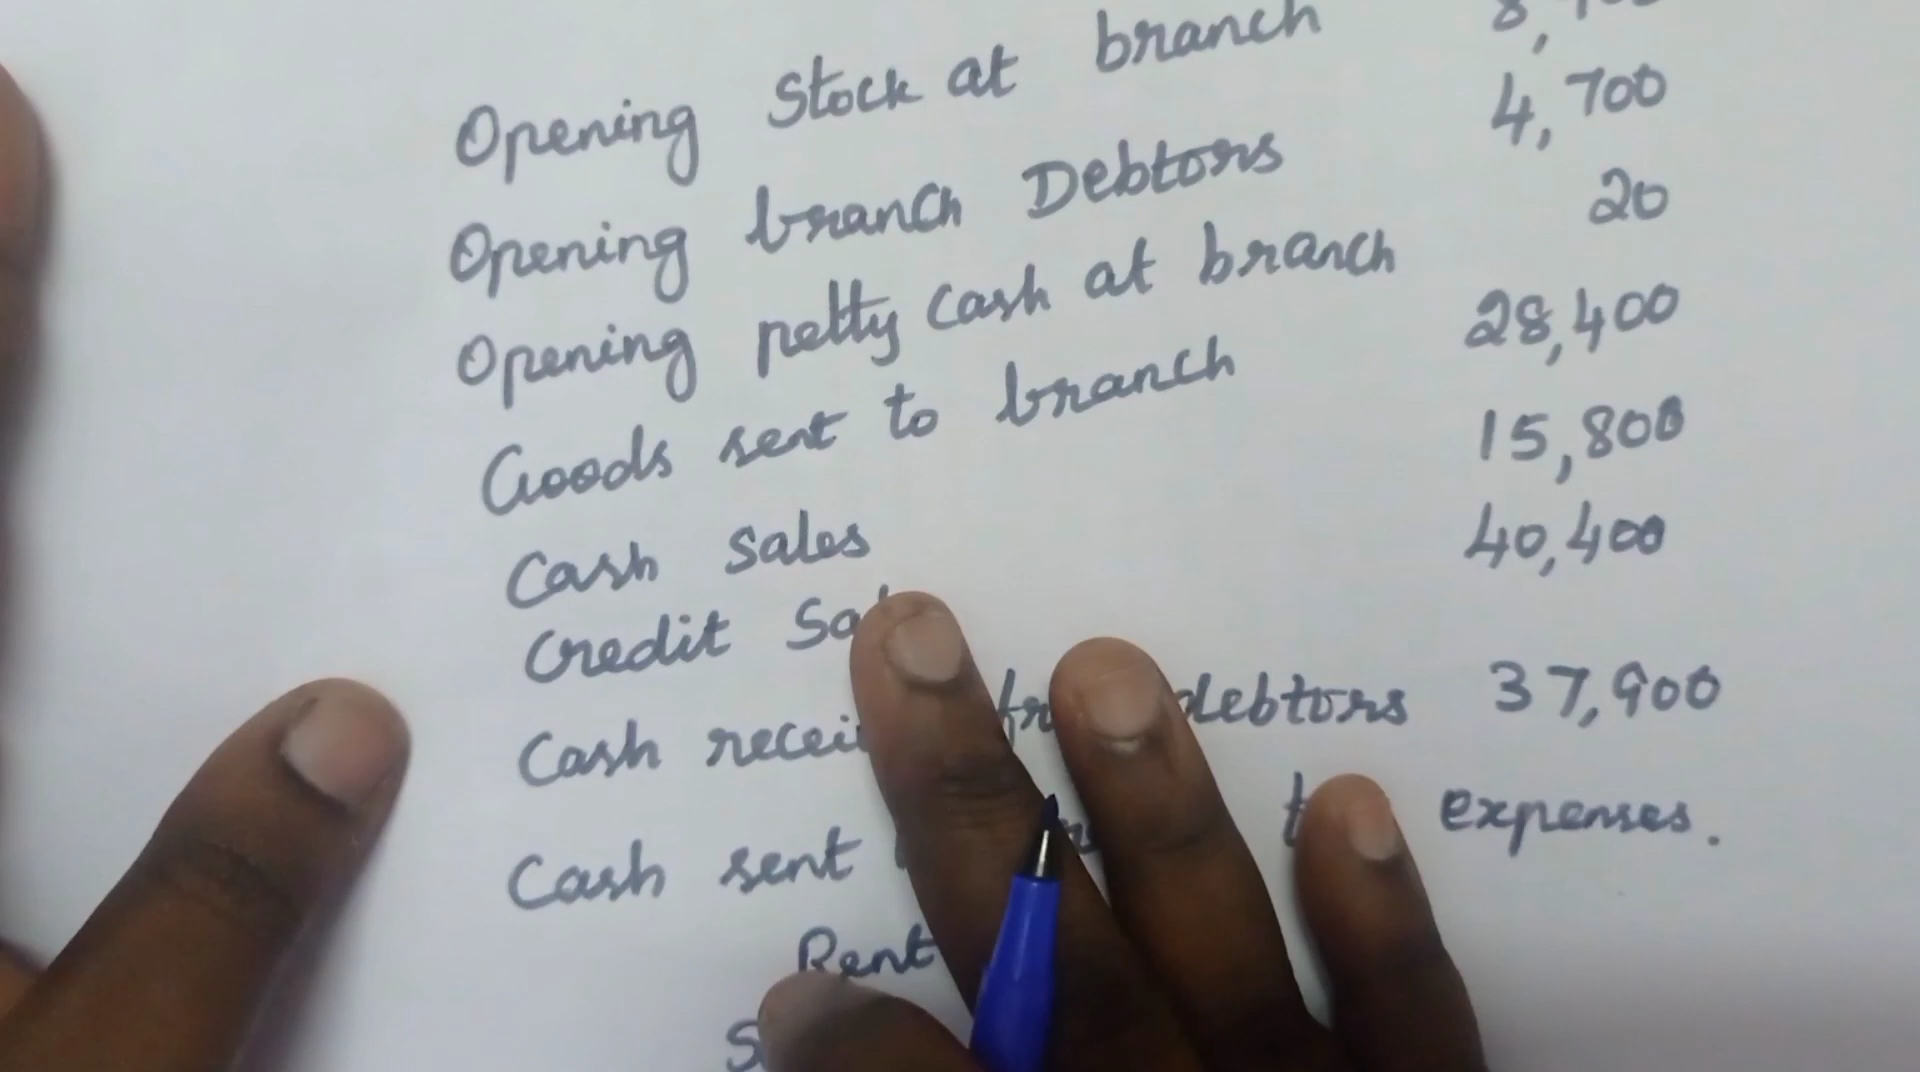 Opening Stock at branch
Opening branch Debtors 4,700
Opening petty cash at branch 20
Goods sent to branch 28,400
Cash Sales 15,800
Credit 40,400
Cash from debtors 37,900
Cash sent expenses.
Rent